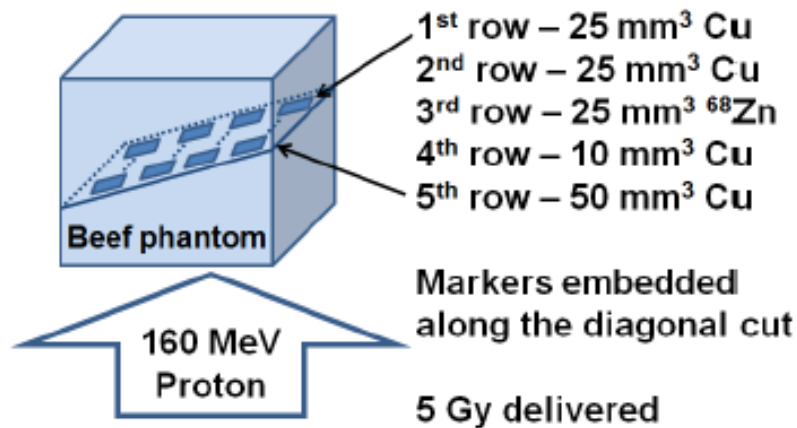 1st row – 25 mm³ Cu
2nd row – 25 mm³ Cu
3rd row – 25 mm³ ⁶⁸Zn
4th row – 10 mm³ Cu
5th row – 50 mm³ Cu
Beef phantom
Markers embedded
along the diagonal cut
160 MeV
Proton
5 Gy delivered